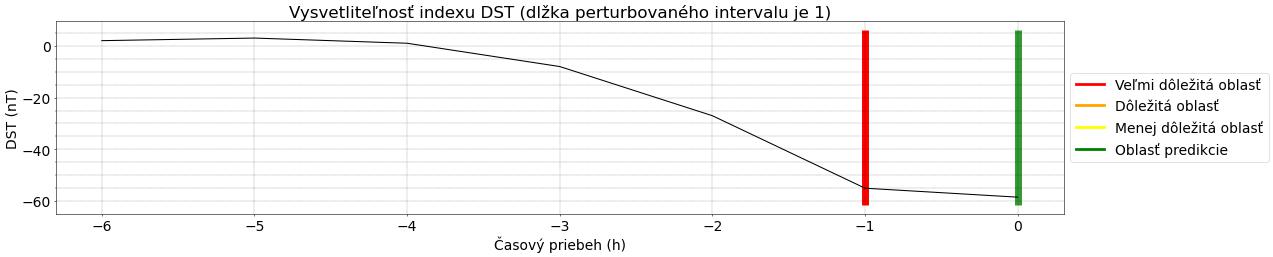 Vysvetliteľnosť indexu DST (dĺžka perturbovaného intervalu je 1)
DST (nT)
0
−20
−40
−60
−6
−5
−4
−3
−2
−1
0
Časový priebeh (h)
Veľmi dôležitá oblasť
Dôležitá oblasť
Menej dôležitá oblasť
Oblasť predikcie